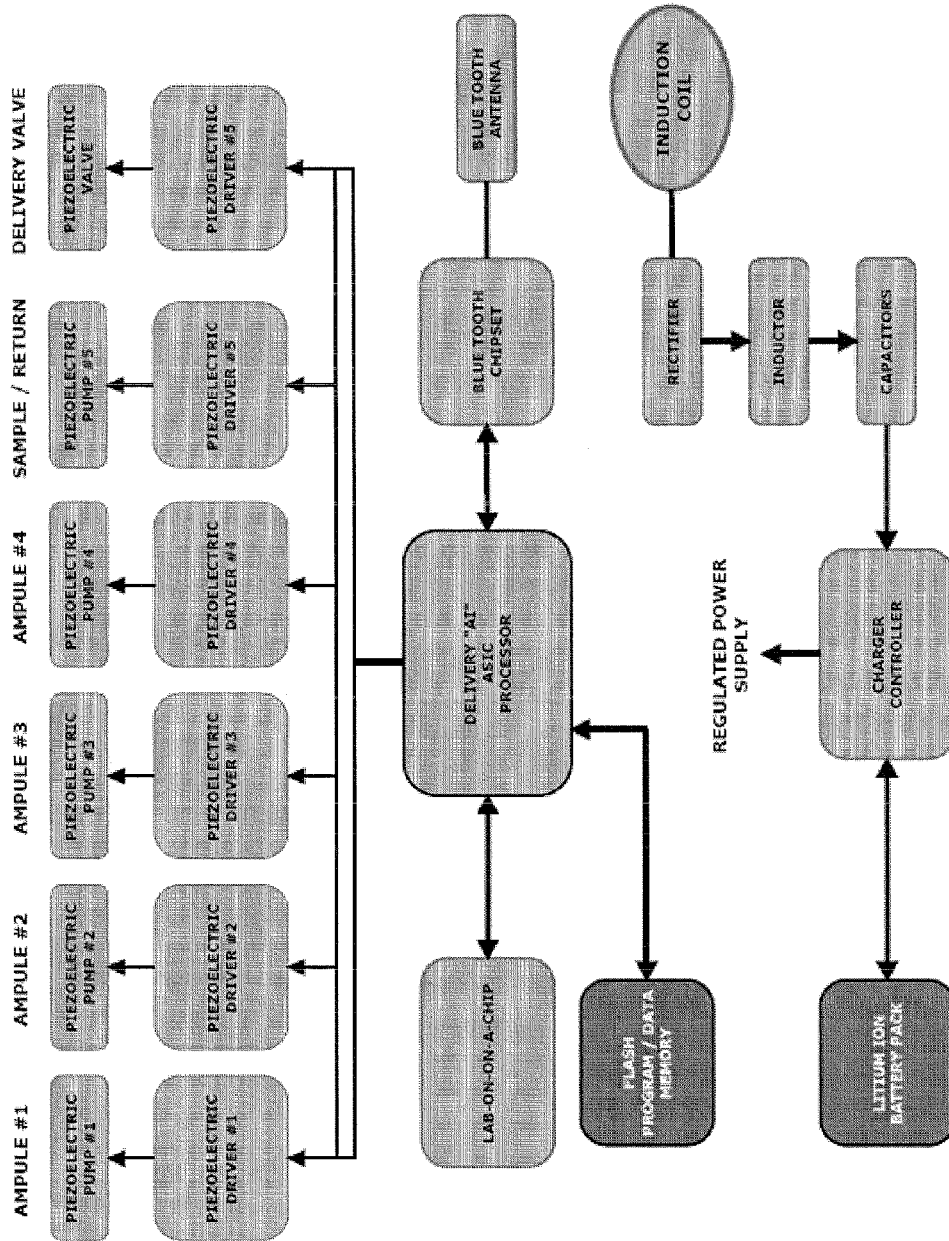 AMPULE #1
AMPULE #2
AMPULE #3
AMPULE #4
SAMPLE / RETURN
DELIVERY VALVE
PIEZOELECTRIC
PUMP #1
PIEZOELECTRIC
PUMP #2
PIEZOELECTRIC
PUMP #3
PIEZOELECTRIC
PUMP #4
PIEZOELECTRIC
PUMP #5
PIEZOELECTRIC
VALVE
PIEZOELECTRIC
DRIVER #1
PIEZOELECTRIC
DRIVER #2
PIEZOELECTRIC
DRIVER #3
PIEZOELECTRIC
DRIVER #4
PIEZOELECTRIC
DRIVER #5
PIEZOELECTRIC
DRIVER #5
LAB-ON-ON-A-CHIP
DELIVERY "AI"
ASIC
PROCESSOR
BLUE TOOTH
CHIPSET
BLUE TOOTH
ANTENNA
FLASH
PROGRAM / DATA
MEMORY
REGULATED POWER
SUPPLY
RECTIFIER
INDUCTION
COIL
INDUCTOR
LITIUM ION
BATTERY PACK
CHARGER
CONTROLLER
CAPACITORS